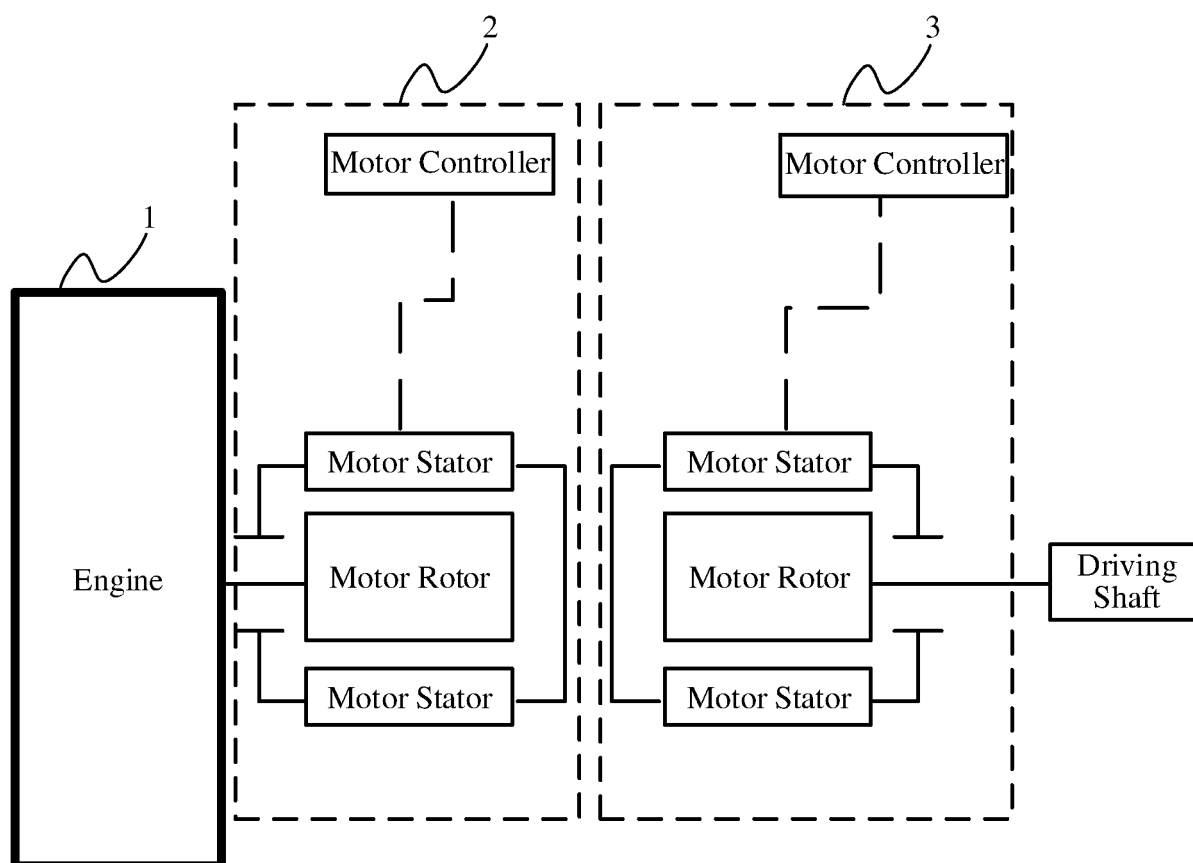 2
3
Motor Controller
Motor Controller
1
Motor Stator
Motor Stator
Engine
Motor Rotor
Motor Rotor
Driving
Shaft
Motor Stator
Motor Stator